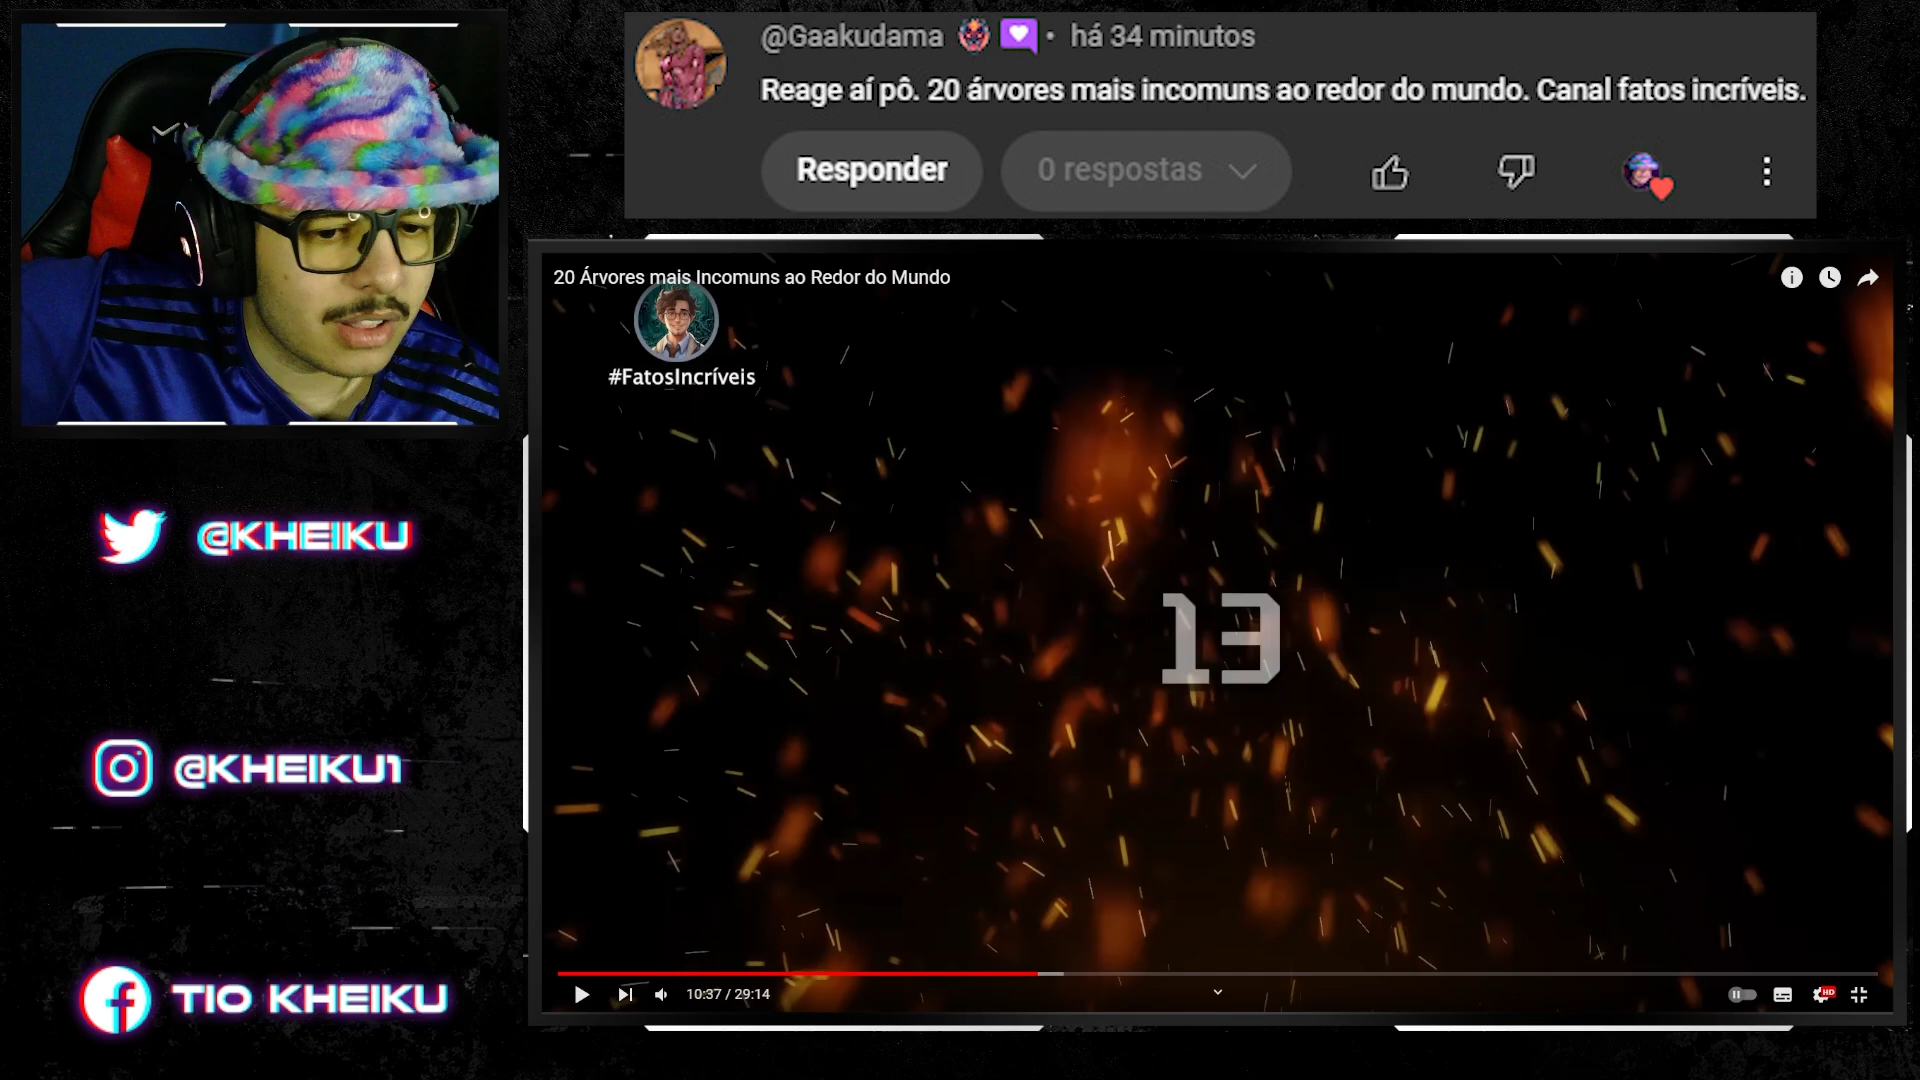 @Gaakudama • há 34 minutos
Reage aí pô. 20 árvores mais incomuns ao redor do mundo. Canal fatos incríveis.
Responder
0 respostas
20 Árvores mais Incomuns ao Redor do Mundo
#FatosIncríveis
13
@KHEIKU
@KHEIKU1
TIO KHEIKU
10:37 / 29:14
HD